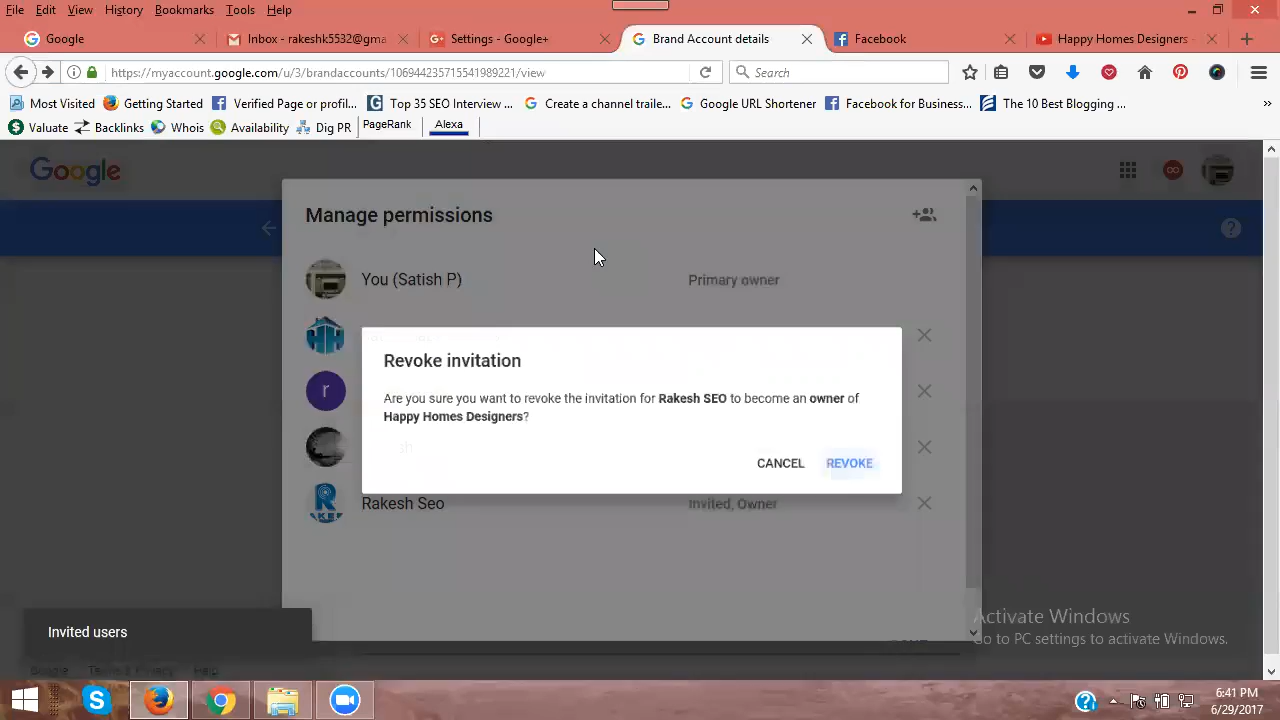 File Edit View History Bookmarks Tools Help
Google
Inbox - rakeshk5532@gma
Settings - Google+
Brand Account details
Facebook
Happy Homes Designers -
https://myaccount.google.com/u/3/brandaccounts/106944235715541989221/view
Search
Most Visited
Getting Started
Verified Page or profil...
Top 35 SEO Interview ...
Create a channel traile...
Google URL Shortener
Facebook for Business...
The 10 Best Blogging ...
Valuate
Backlinks
Whois
Availability
Dig PR
PageRank
Alexa
Google
Manage permissions
You (Satish P)
Primary owner
r
Revoke invitation
Are you sure you want to revoke the invitation for Rakesh SEO to become an owner of
Happy Homes Designers?
CANCEL REVOKE
Rakesh Seo
Invited, Owner
Invited users
Activate Windows
Go to PC settings to activate Windows.
Google
Help
6:41 PM
6/29/2017